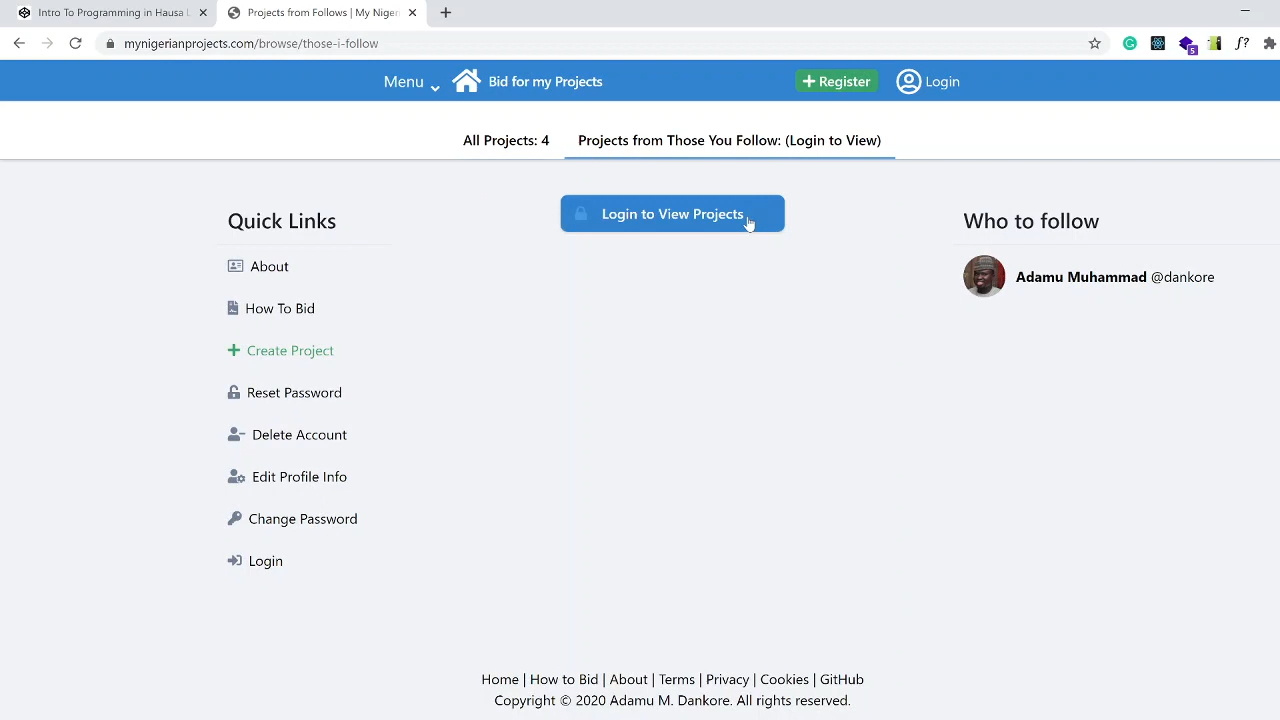 Intro To Programming in Hausa L
Projects from Follows | My Niger
mynigerianprojects.com/browse/those-i-follow
f?
5
Menu
Bid for my Projects
Register
Login
All Projects: 4
Projects from Those You Follow: (Login to View)
Login to View Projects
Quick Links
About
How To Bid
Create Project
Reset Password
Delete Account
Edit Profile Info
Change Password
Login
Who to follow
Adamu Muhammad @dankore
Home | How to Bid | About | Terms | Privacy | Cookies | GitHub
Copyright © 2020 Adamu M. Dankore. All rights reserved.